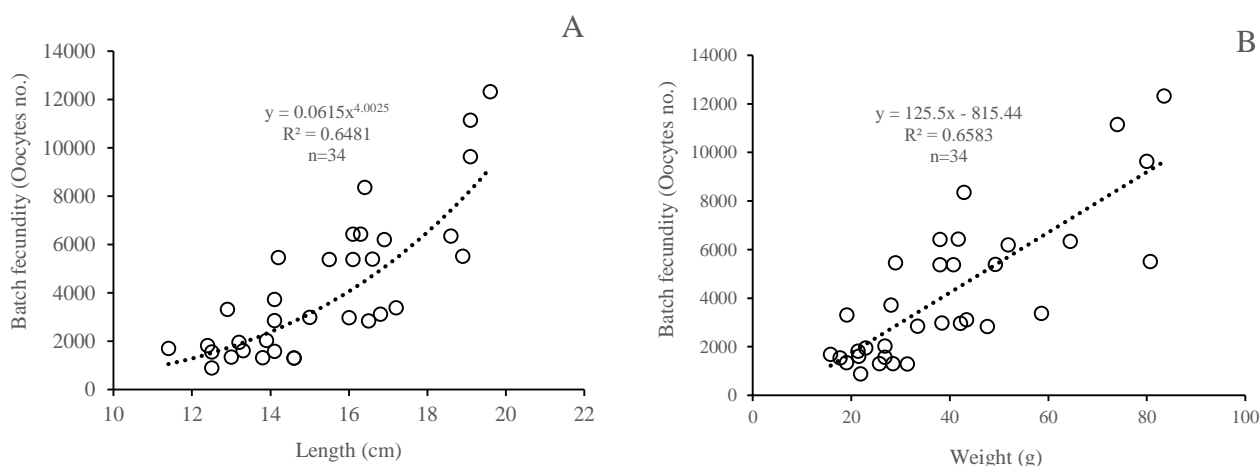 A
Batch fecundity (Oocytes no.)
14000
12000
10000
8000
6000
4000
2000
0
y = 0.0615x^4.0025
R² = 0.6481
n=34
10 12 14 16 18 20 22
Length (cm)
B
Batch fecundity (Oocytes no.)
14000
12000
10000
8000
6000
4000
2000
0
y = 125.5x - 815.44
R² = 0.6583
n=34
0 20 40 60 80 100
Weight (g)